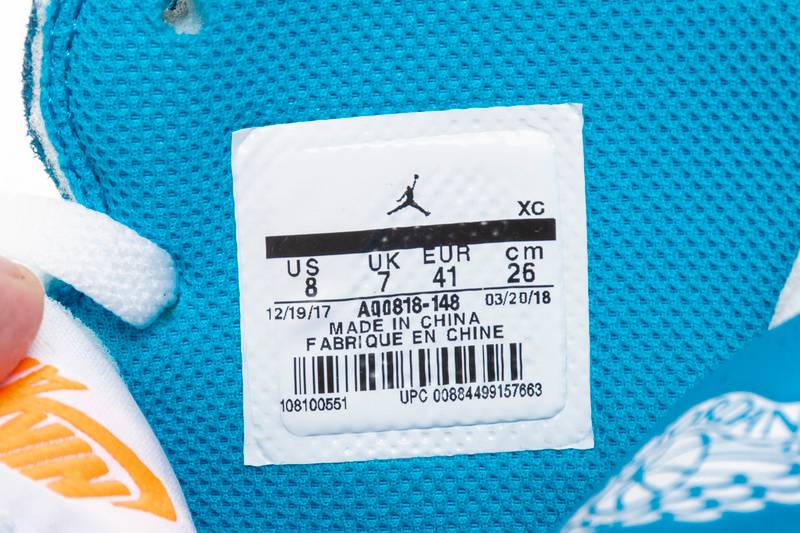 XC
US UK EUR cm
8 7 41 26
12/19/17 AQ0818-148 03/20/18
MADE IN CHINA
FABRIQUE EN CHINE
108100551 UPC 00884499157663